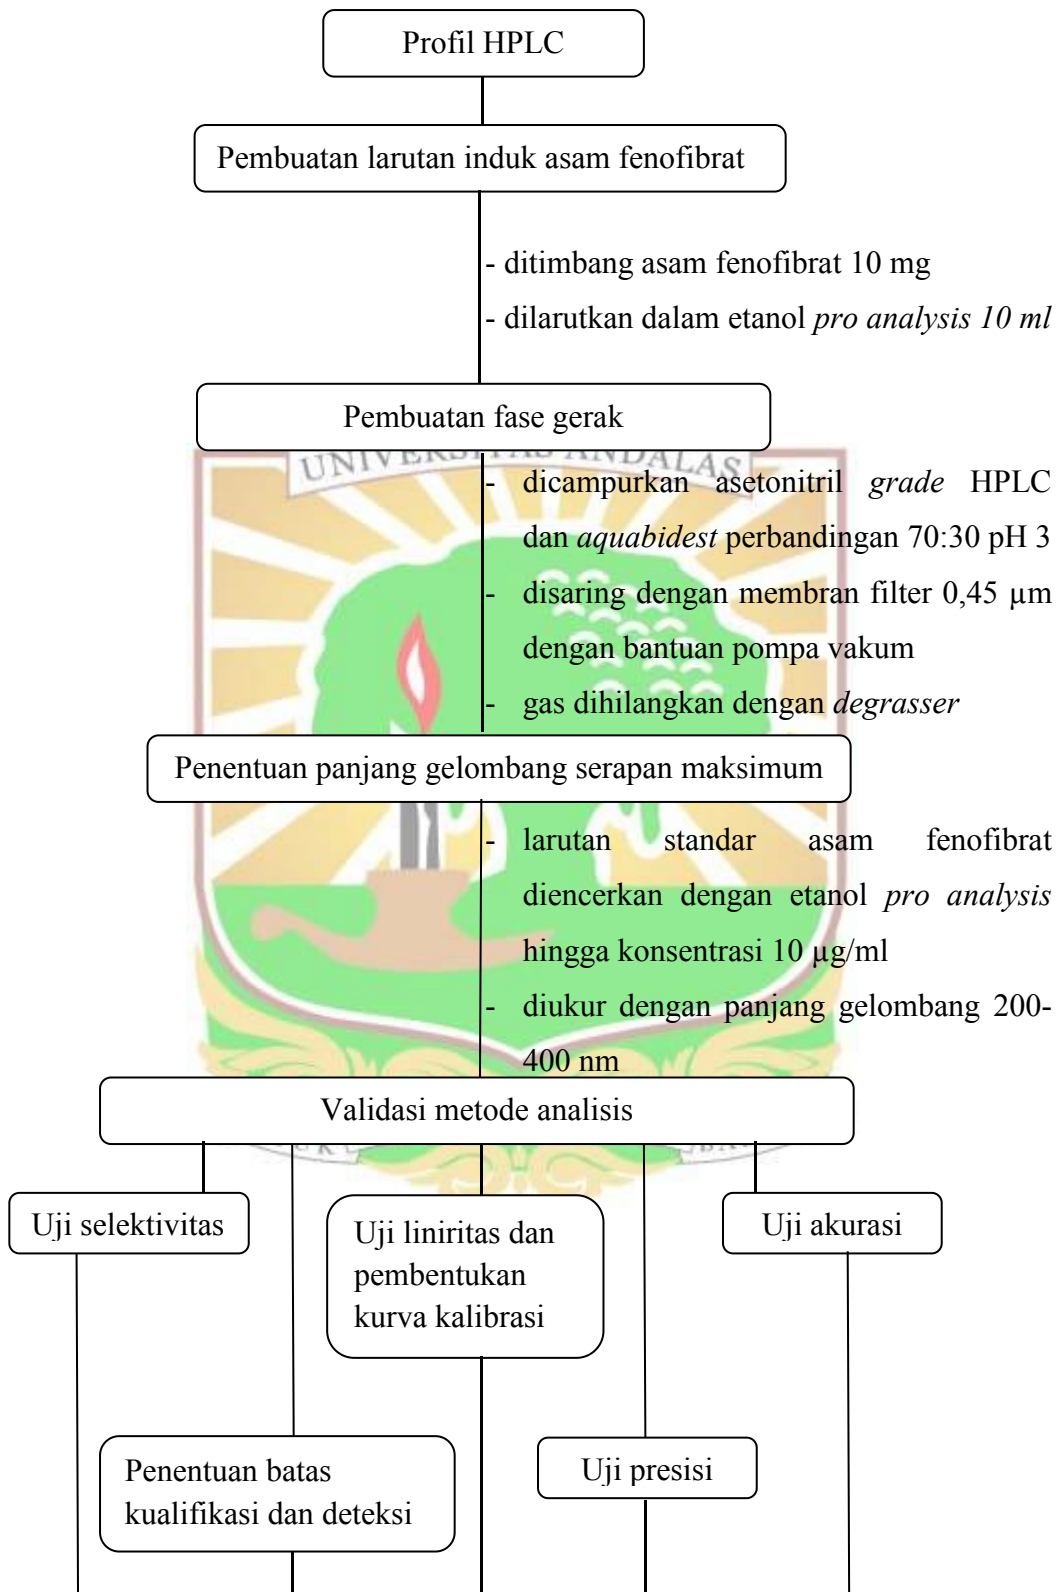 Profil HPLC
Pembuatan larutan induk asam fenofibrat
- ditimbang asam fenofibrat 10 mg
- dilarutkan dalam etanol pro analysis 10 ml
Pembuatan fase gerak
UNIVERSITAS ANDALAS
- dicampurkan asetonitril grade HPLC
dan aquabidest perbandingan 70:30 pH 3
- disaring dengan membran filter 0,45 µm
dengan bantuan pompa vakum
- gas dihilangkan dengan degrasser
Penentuan panjang gelombang serapan maksimum
- larutan standar asam fenofibrat
diencerkan dengan etanol pro analysis
hingga konsentrasi 10 µg/ml
- diukur dengan panjang gelombang 200-
400 nm
Validasi metode analisis
Uji selektivitas
Uji liniritas dan
pembentukan
kurva kalibrasi
Uji akurasi
Penentuan batas
kualifikasi dan deteksi
Uji presisi